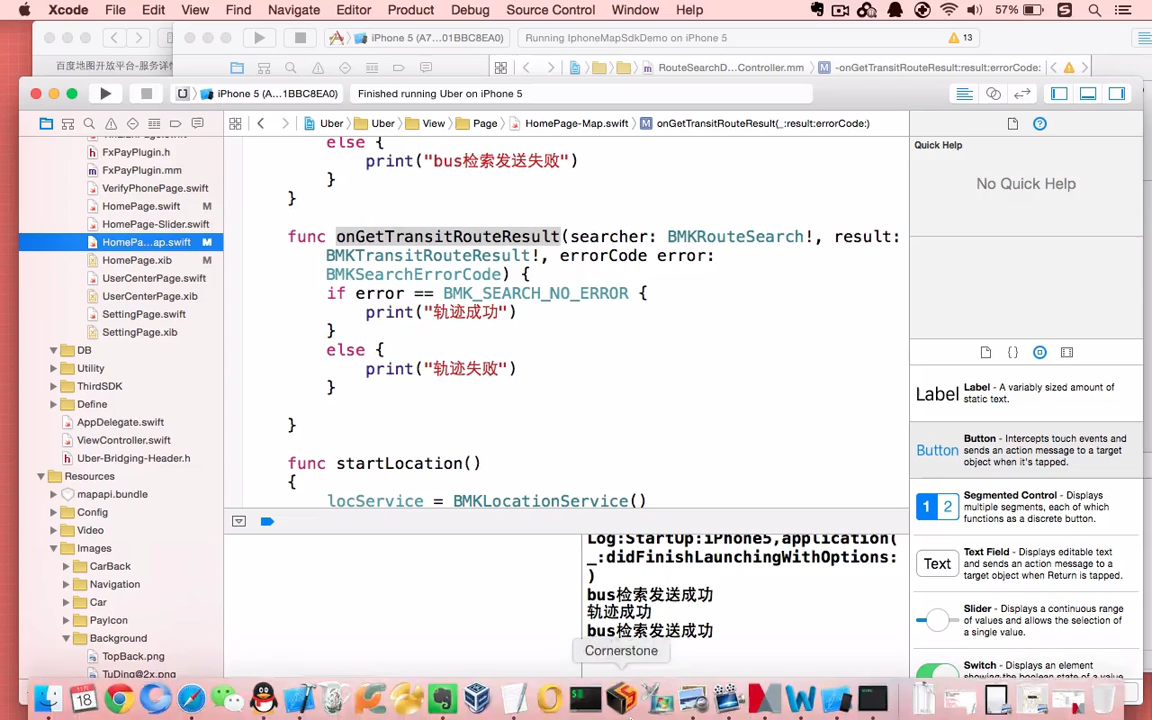 Xcode File Edit View Find Navigate Editor Product Debug Source Control Window Help 57%
iPhone 5 (A7...01BBC8EA0) Running IphoneMapSdkDemo on iPhone 5 13
百度地图开放平台-服务详 RouteSearchD...Controller.mm -onGetTransitRouteResult:result:errorCode:
iPhone 5 (A...1BBC8EA0) Finished running Uber on iPhone 5
Uber Uber View Page HomePage-Map.swift onGetTransitRouteResult(_:result:errorCode:)
FxPayPlugin.h
FxPayPlugin.mm
VerifyPhonePage.swift
HomePage.swift M
HomePage-Slider.swift
HomePa...ap.swift M
HomePage.xib M
UserCenterPage.swift
UserCenterPage.xib
SettingPage.swift
SettingPage.xib
DB
Utility
ThirdSDK
Define
AppDelegate.swift
ViewController.swift
Uber-Bridging-Header.h
Resources
mapapi.bundle
Config
Video
Images
CarBack
Navigation
Car
PayIcon
Background
TopBack.png
TuDing@2x.png
else {
print("bus检索发送失败")
}
}
func onGetTransitRouteResult(searcher: BMKRouteSearch!, result:
BMKTransitRouteResult!, errorCode error:
BMKSearchErrorCode) {
if error == BMK_SEARCH_NO_ERROR {
print("轨迹成功")
}
else {
print("轨迹失败")
}
}
func startLocation()
{
locService = BMKLocationService()
Log:StartUp:iPhone5,application(
_:didFinishLaunchingWithOptions:
)
bus检索发送成功
轨迹成功
bus检索发送成功
Cornerstone
Quick Help
No Quick Help
Label Label - A variably sized amount of
static text.
Button Button - Intercepts touch events and
sends an action message to a target
object when it's tapped.
1 2 Segmented Control - Displays
multiple segments, each of which
functions as a discrete button.
Text Text Field - Displays editable text
and sends an action message to a
target object when Return is tapped.
Slider - Displays a continuous range
of values and allows the selection of
a single value.
Switch - Displays an element
18